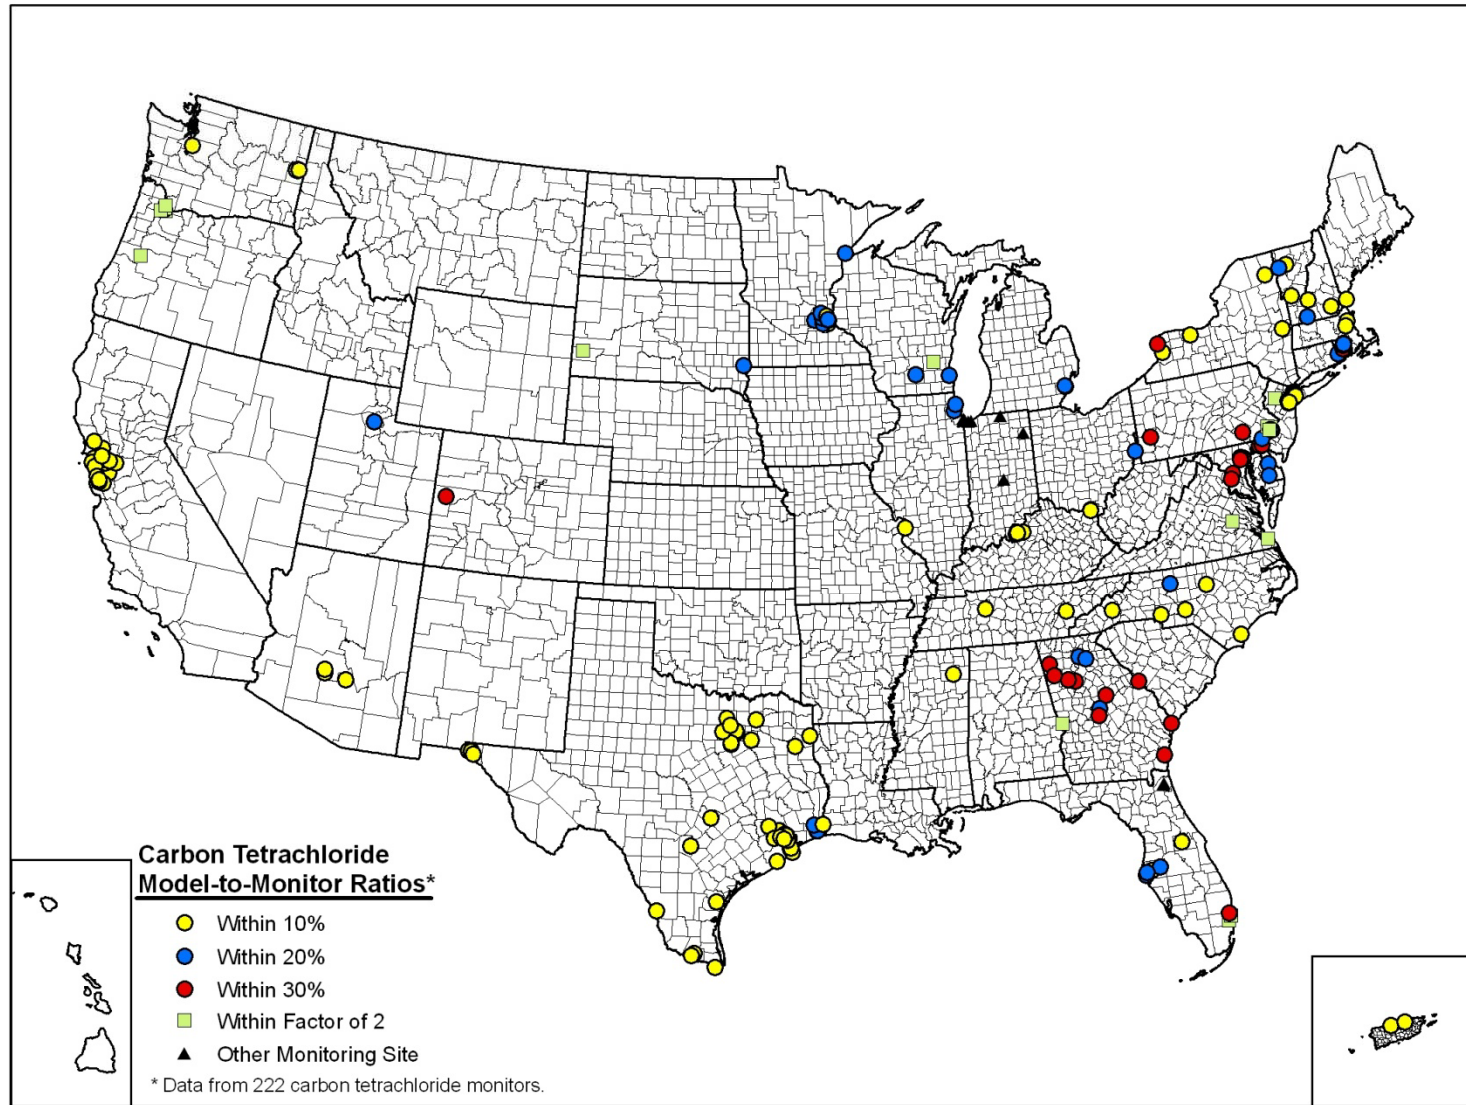 Carbon Tetrachloride
Model-to-Monitor Ratios*
Within 10%
Within 20%
Within 30%
Within Factor of 2
Other Monitoring Site
* Data from 222 carbon tetrachloride monitors.